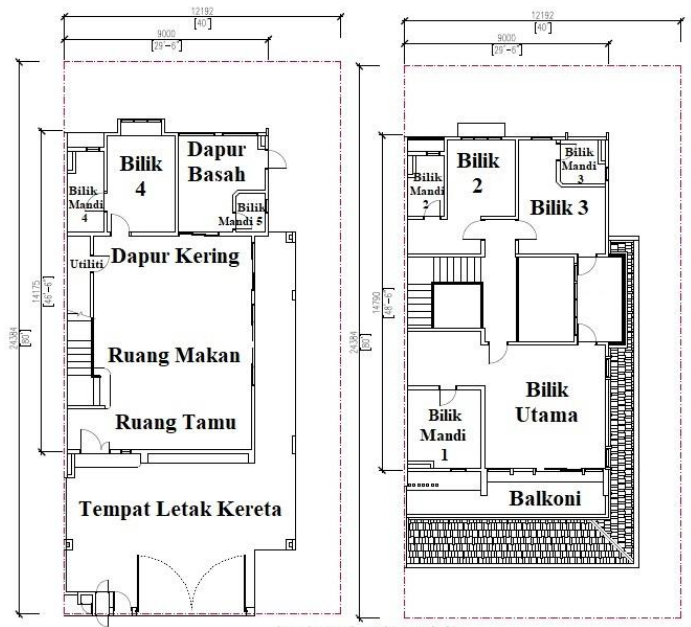 12192
[40']
9000
[29'-6"]
24384
[80']
14175
[46'-6"]
Bilik
4
Dapur
Basah
Bilik
Mandi
4
Bilik
Mandi 5
Utiliti
Dapur Kering
Ruang Makan
Ruang Tamu
Tempat Letak Kereta
12192
[40']
9000
[29'-6"]
24384
[80']
14790
[48'-6"]
Bilik
Mandi
2
Bilik
2
Bilik
Mandi
3
Bilik 3
Bilik
Utama
Bilik
Mandi
1
Balkoni